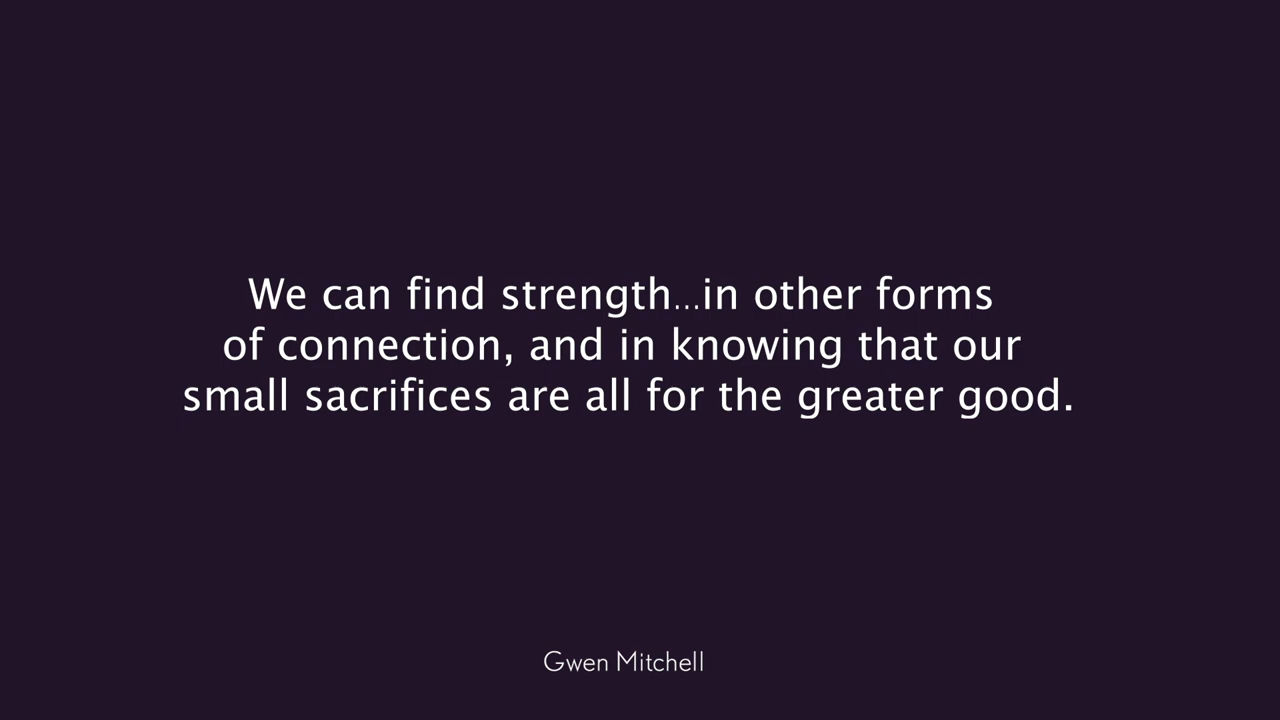 We can find strength...in other forms
of connection, and in knowing that our
small sacrifices are all for the greater good.
Gwen Mitchell